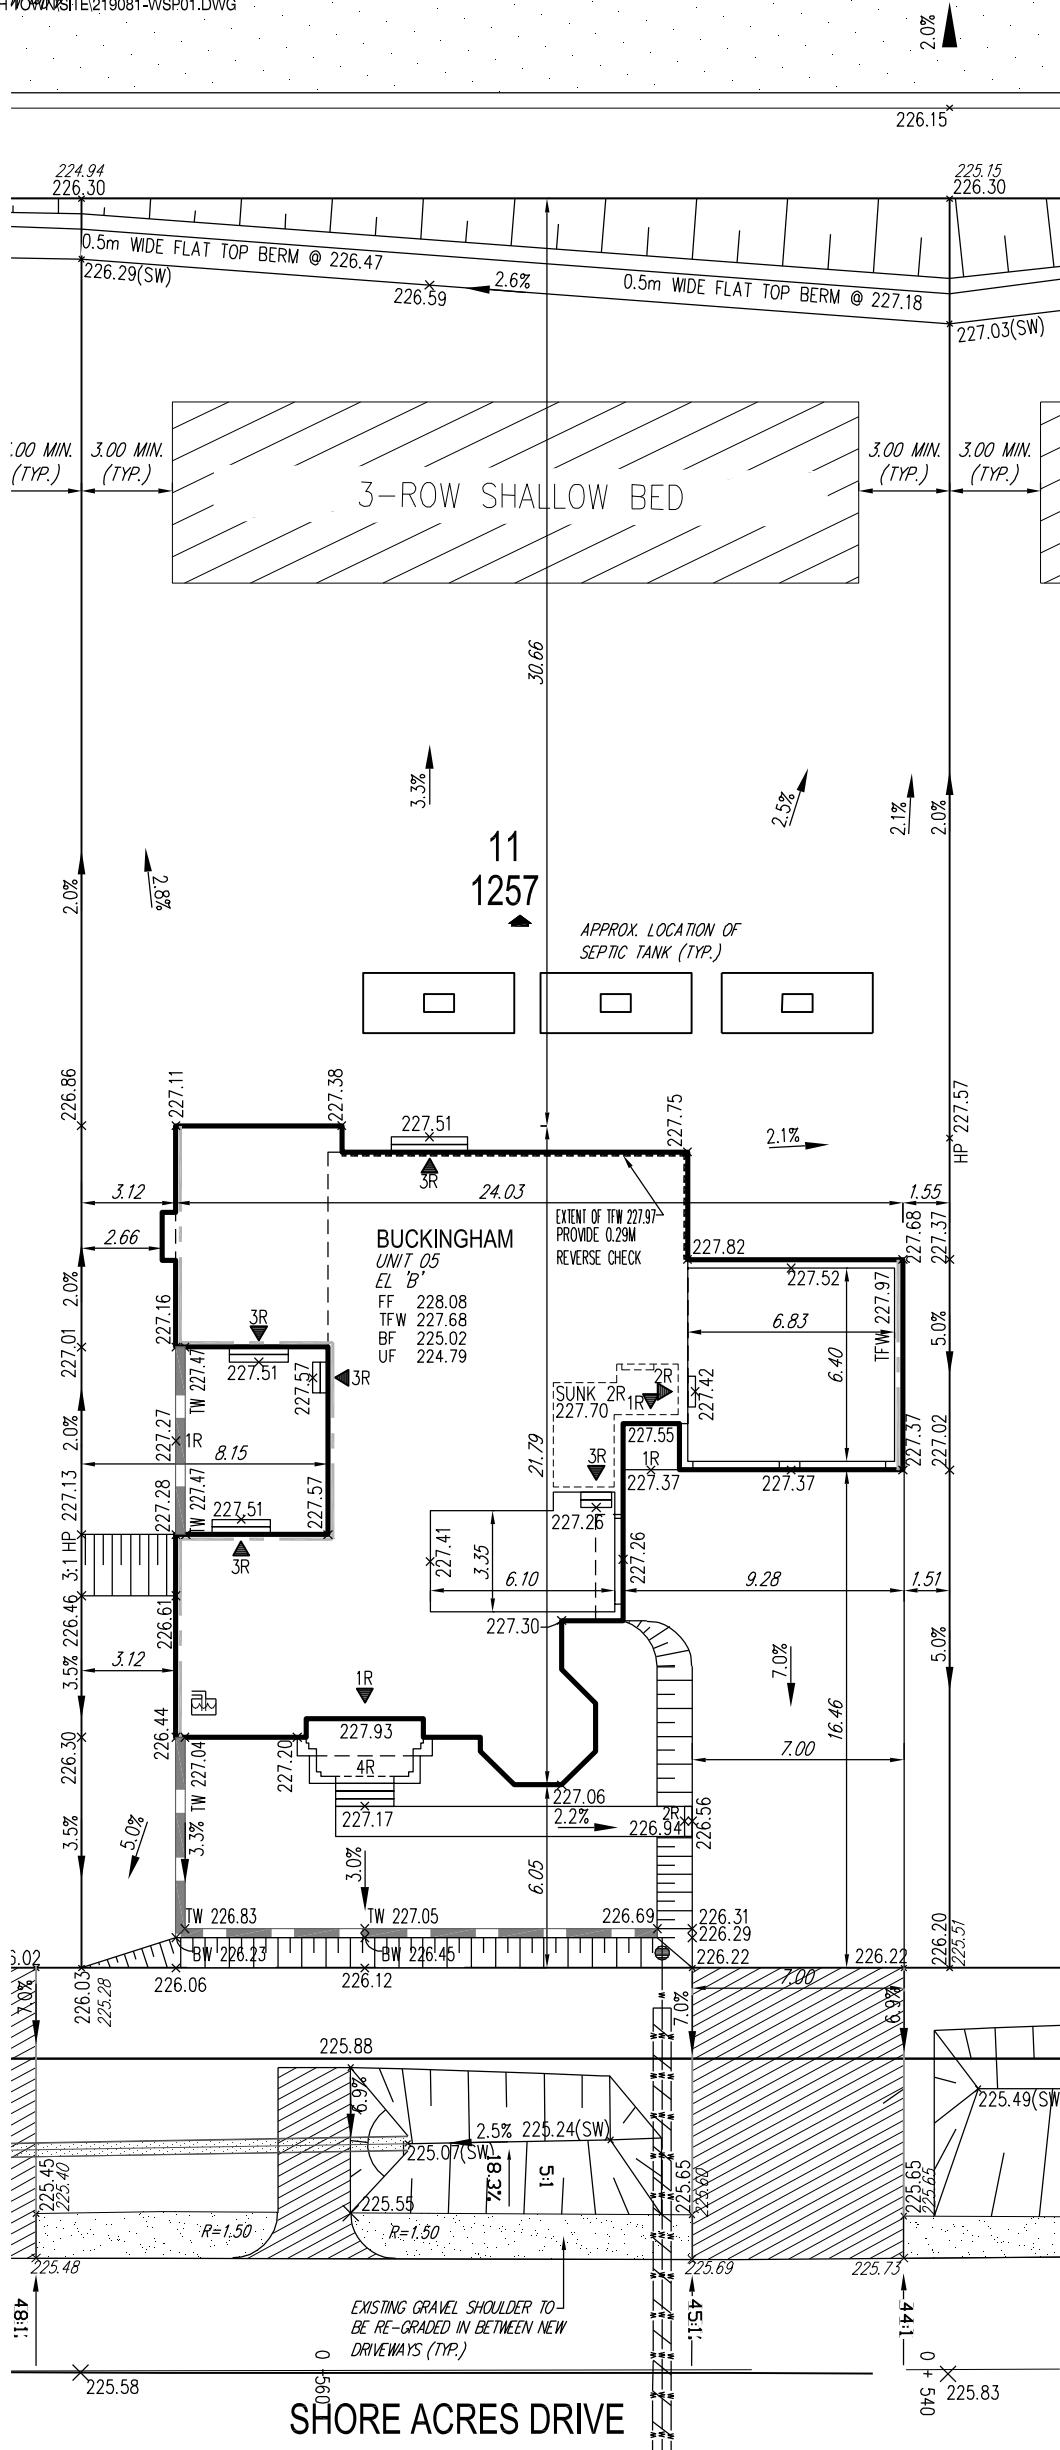 SITE\219081-WSP01.DWG
2.0%
226.15
224.94
226.30
225.15
226.30
0.5m WIDE FLAT TOP BERM @ 226.47
226.29(SW)
226.59
2.6%
0.5m WIDE FLAT TOP BERM @ 227.18
227.03(SW)
.00 MIN.
(TYP.)
3.00 MIN.
(TYP.)
3.00 MIN.
(TYP.)
3.00 MIN.
(TYP.)
3-ROW SHALLOW BED
30.66
3.3%
2.5%
2.1%
2.0%
2.0%
2.8%
11
1257
APPROX. LOCATION OF
SEPTIC TANK (TYP.)
226.86
227.11
227.38
227.51
3R
227.75
2.1%
HP 227.57
3.12
24.03
1.55
2.66
BUCKINGHAM
UNIT 05
EL 'B'
FF 228.08
TFW 227.68
BF 225.02
UF 224.79
EXTENT OF TFW 227.97
PROVIDE 0.29M
REVERSE CHECK
227.82
227.68
227.37
227.52
TFW 227.97
6.83
6.40
5.0%
2.0%
227.16
227.01
3R
227.51
TW 227.47
227.57
3R
SUNK 2R
227.70
2R
1R
227.42
227.55
1R
227.37
227.37
227.37
227.02
2.0%
227.27
1R
8.15
21.79
3R
227.13
3:1 HP
227.28
TW 227.47
227.51
227.57
3R
227.26
227.41
3.35
6.10
227.26
9.28
1.51
226.46
226.61
227.30
3.5%
3.12
7.0%
5.0%
1R
16.46
226.30
226.44
TW 227.04
227.20
227.93
4R
7.00
227.06
227.17
2.2%
2R
226.94
226.56
3.5%
5.0%
3.3%
3.0%
6.05
TW 226.83
TW 227.05
226.69
226.31
226.29
BW 226.23
BW 226.45
226.20
225.51
6.02
226.03
225.28
226.06
226.12
226.22
226.22
7.00
7.0%
7.0%
6.9%
225.88
6.9%
2.5%
225.24(SW)
225.07(SW)
18.3%
5:1
225.49(SW
225.45
225.40
225.55
225.65
225.60
225.65
225.65
R=1.50
R=1.50
225.48
225.69
225.73
EXISTING GRAVEL SHOULDER TO
BE RE-GRADED IN BETWEEN NEW
DRIVEWAYS (TYP.)
48:1
45:1
44:1
225.58
0 560
0 + 540
225.83
SHORE ACRES DRIVE